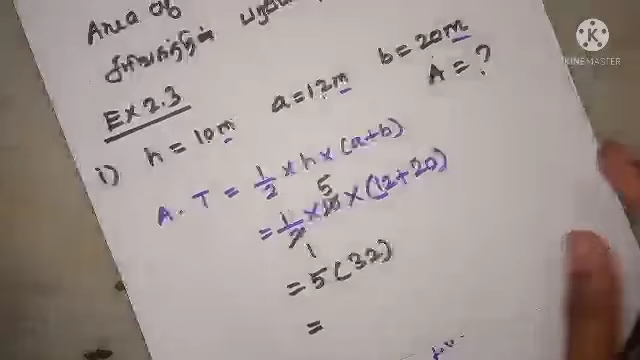 Area of
Ex 2.3
i) h = 10m a = 12m b = 20m
A = ?
A. T = 1/2 × h × (a+b)
5
= 1/2 × 10 × (12+20)
1
= 5 (32)
=
KINEMASTER